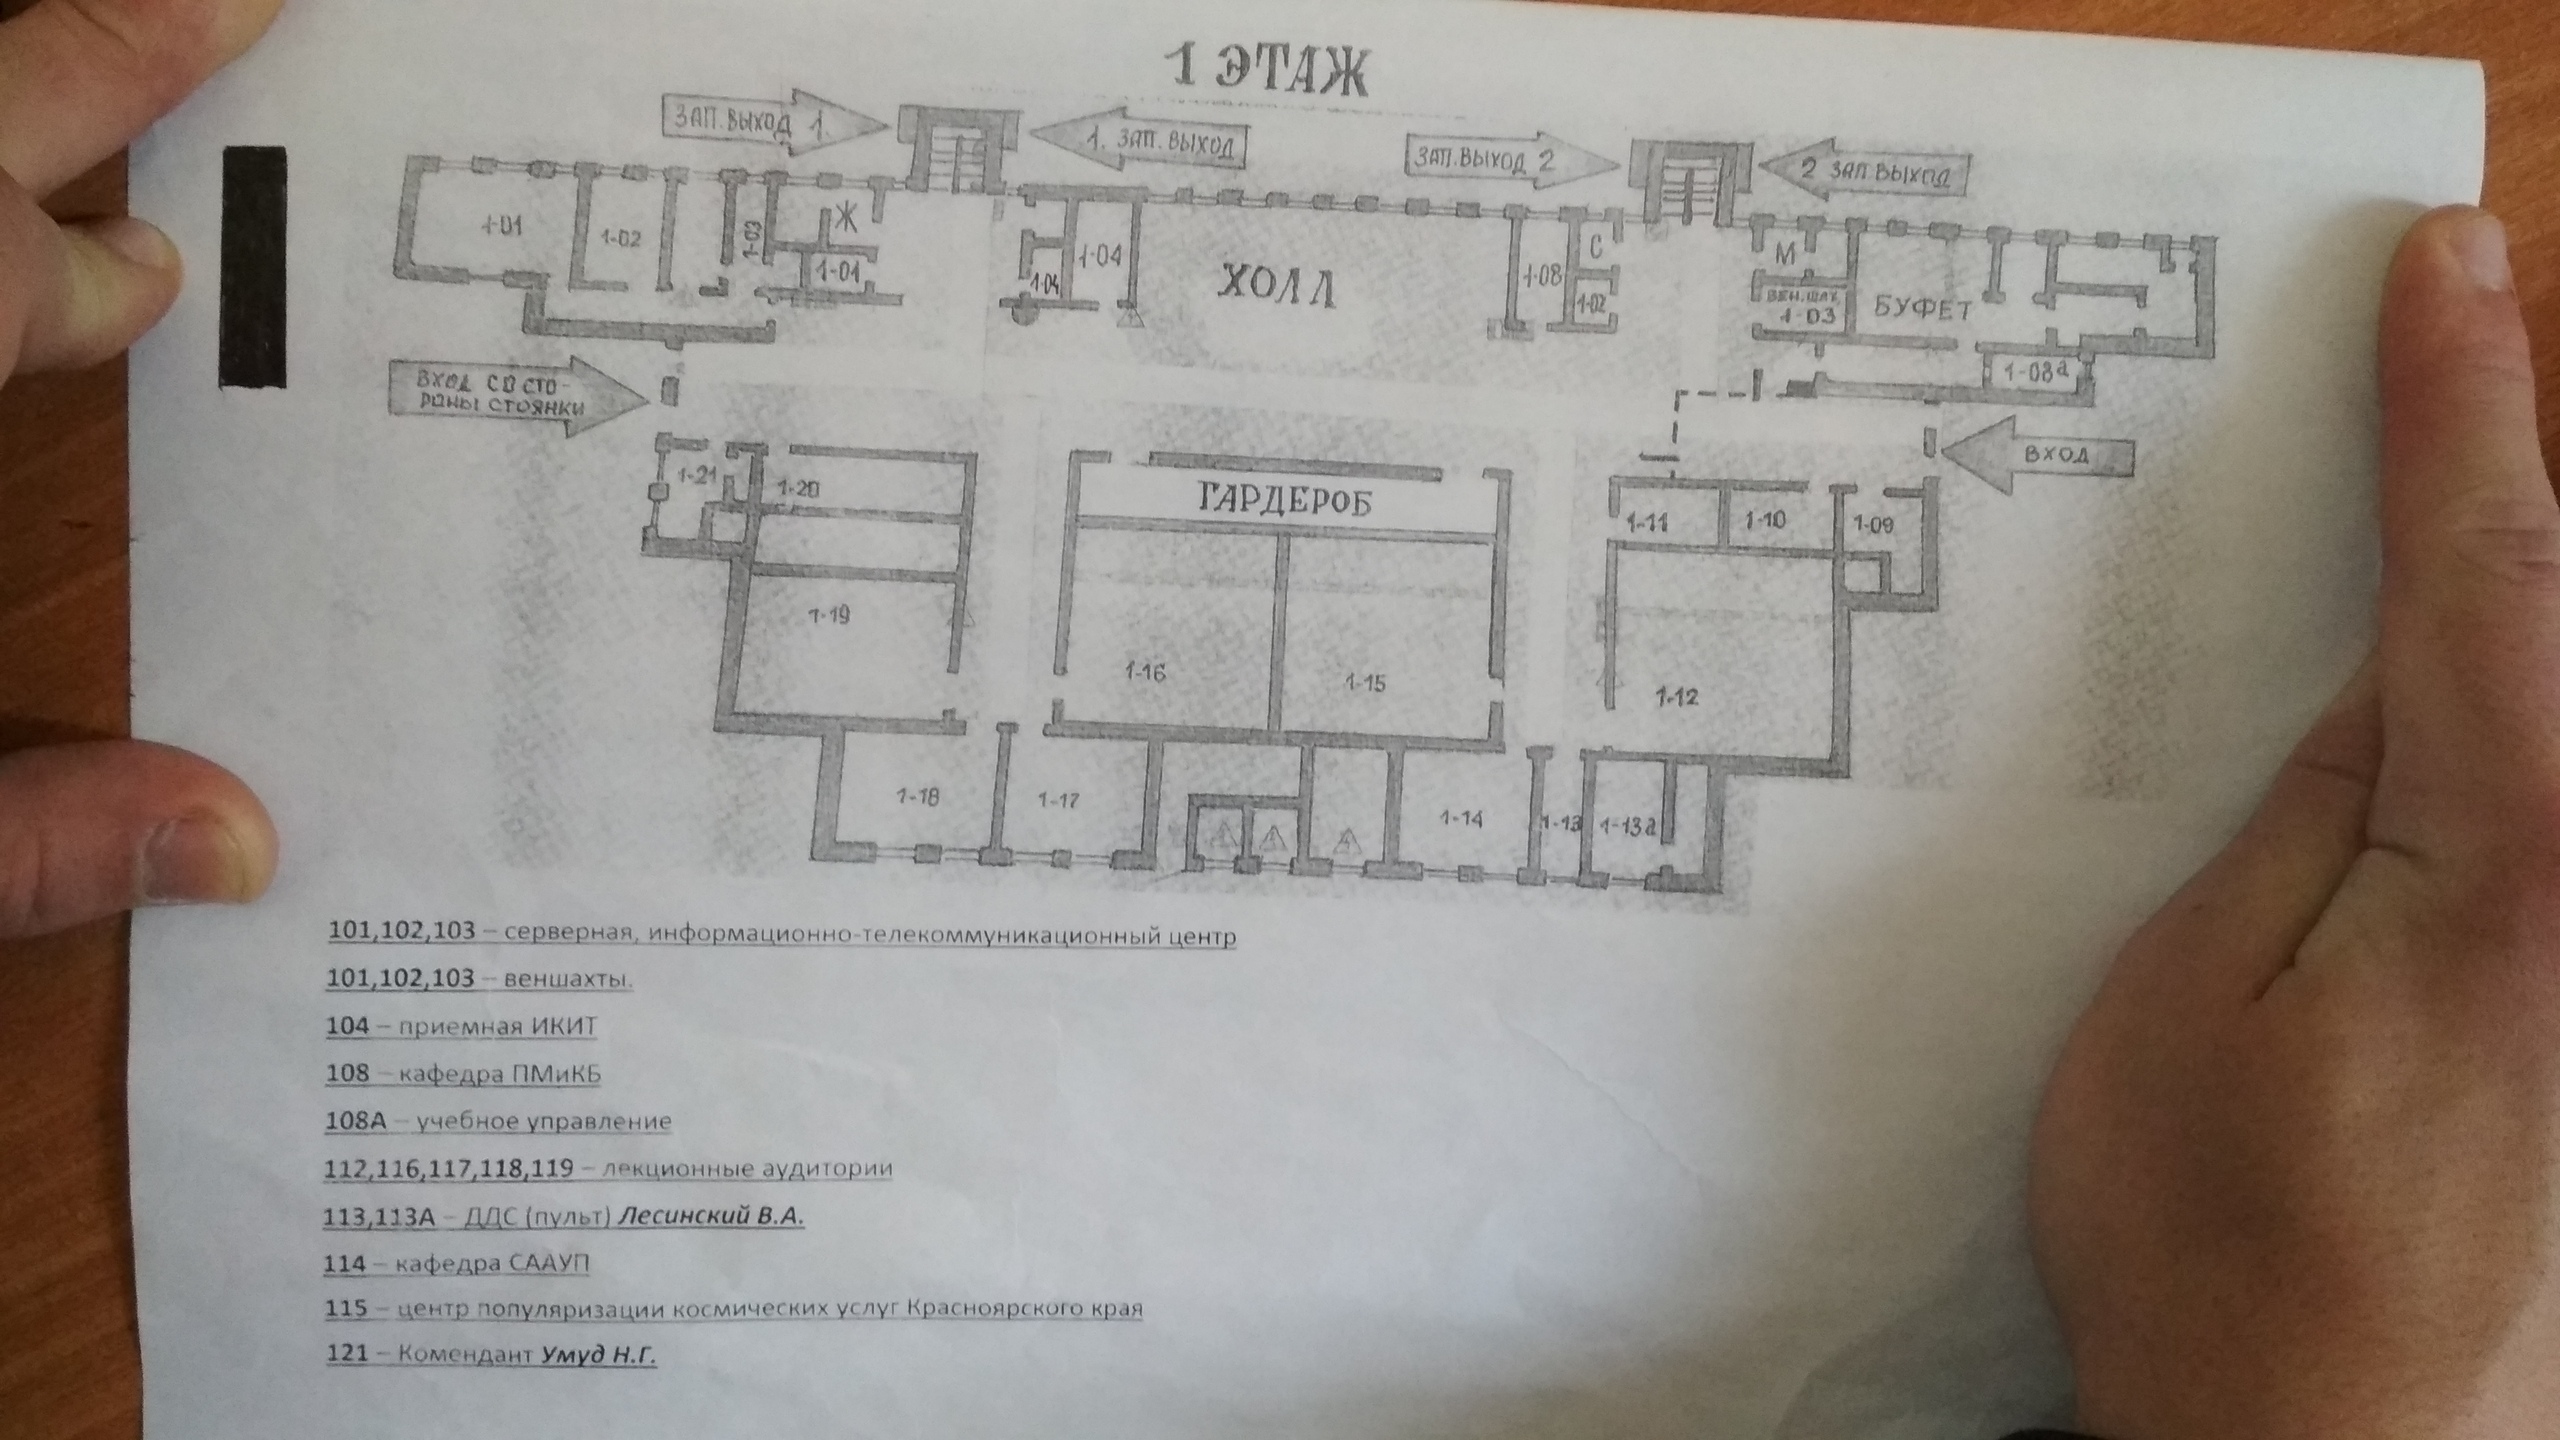 1 ЭТАЖ
ЗАП. ВЫХОД 1.
1. ЗАП. ВЫХОД
ЗАП. ВЫХОД 2
2 ЗАП ВЫХОД
1-01
1-02
1-03
Ж
1-01
1-04
1-04
ХОЛЛ
1-08
С
1-02
М
ВЕН.ШАХ
1-03
БУФЕТ
1-08а
ВХОД СО СТО-
РОНЫ СТОЯНКИ
ВХОД
1-21
1-20
ГАРДЕРОБ
1-11
1-10
1-09
1-19
1-16
1-15
1-12
1-18
1-17
1-14
1-13
1-13а
101,102,103 – серверная, информационно-телекоммуникационный центр
101,102,103 – веншахты.
104 – приемная ИКИТ
108 – кафедра ПМиКБ
108А – учебное управление
112,116,117,118,119 – лекционные аудитории
113,113А – ДДС (пульт) Лесинский В.А.
114 – кафедра СААУП
115 – центр популяризации космических услуг Красноярского края
121 – Комендант Умуд Н.Г.